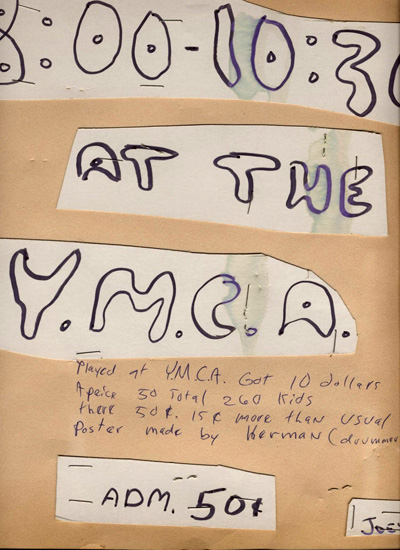 8:00-10:30
AT THE
Y.M.C.A.
Played at Y.M.C.A. Got 10 dollars
Apeice 50 Total 260 Kids
there 50¢. 15¢ more than usual
Poster made by Herman (drummer
ADM. 50¢
JOE